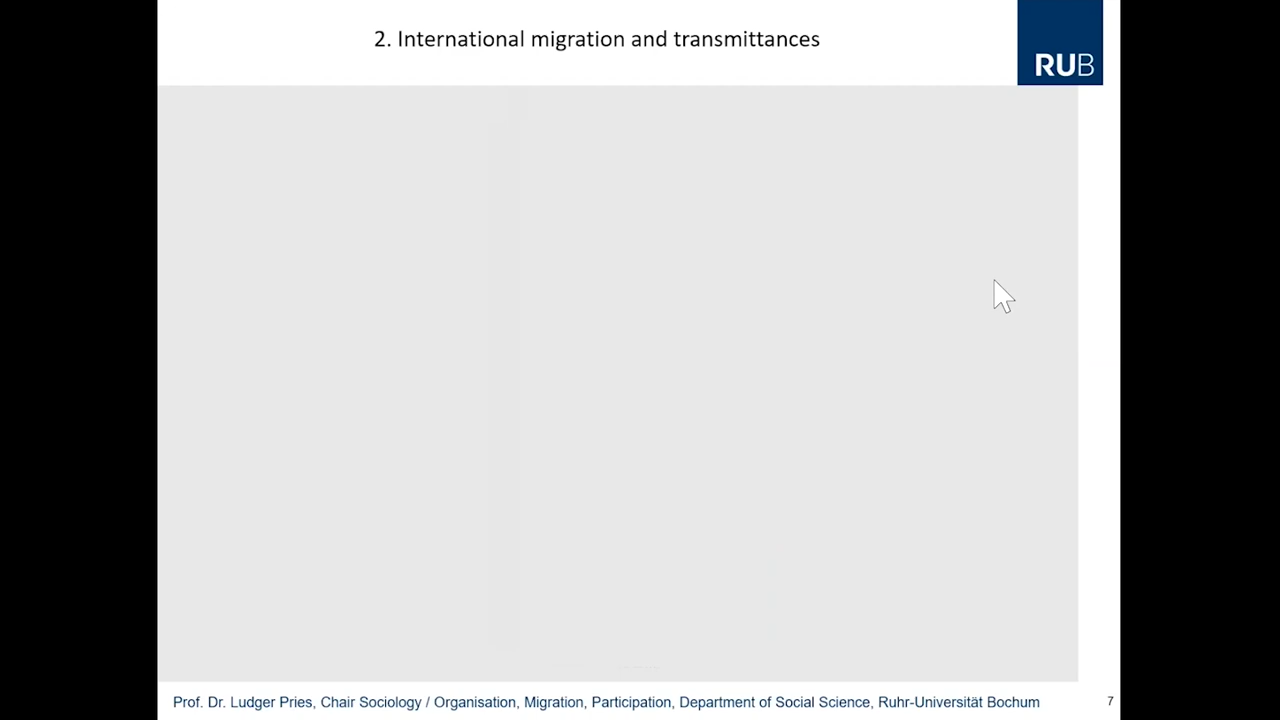 2. International migration and transmittances
RUB
Prof. Dr. Ludger Pries, Chair Sociology / Organisation, Migration, Participation, Department of Social Science, Ruhr-Universität Bochum
7